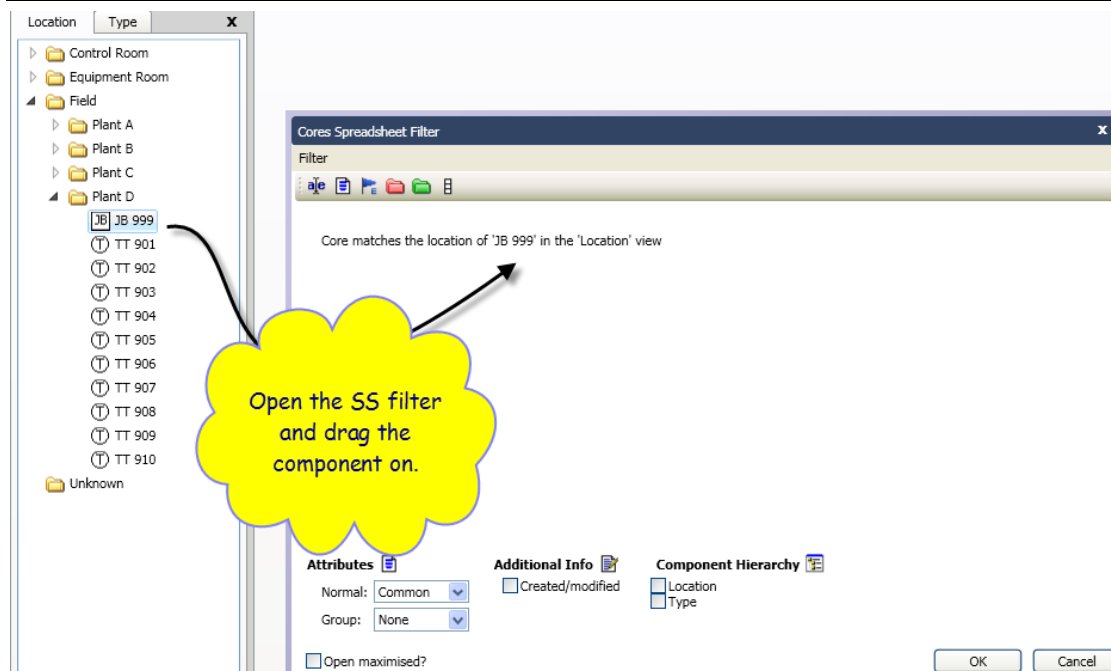 Location Type x
Control Room
Equipment Room
Field
Plant A
Plant B
Plant C
Plant D
JB JB 999
T TT 901
T TT 902
T TT 903
T TT 904
T TT 905
T TT 906
T TT 907
T TT 908
T TT 909
T TT 910
Unknown
Cores Spreadsheet Filter x
Filter
Core matches the location of 'JB 999' in the 'Location' view
Open the SS filter
and drag the
component on.
Attributes
Normal: Common
Group: None
Additional Info
Created/modified
Component Hierarchy
Location
Type
Open maximised?
OK Cancel